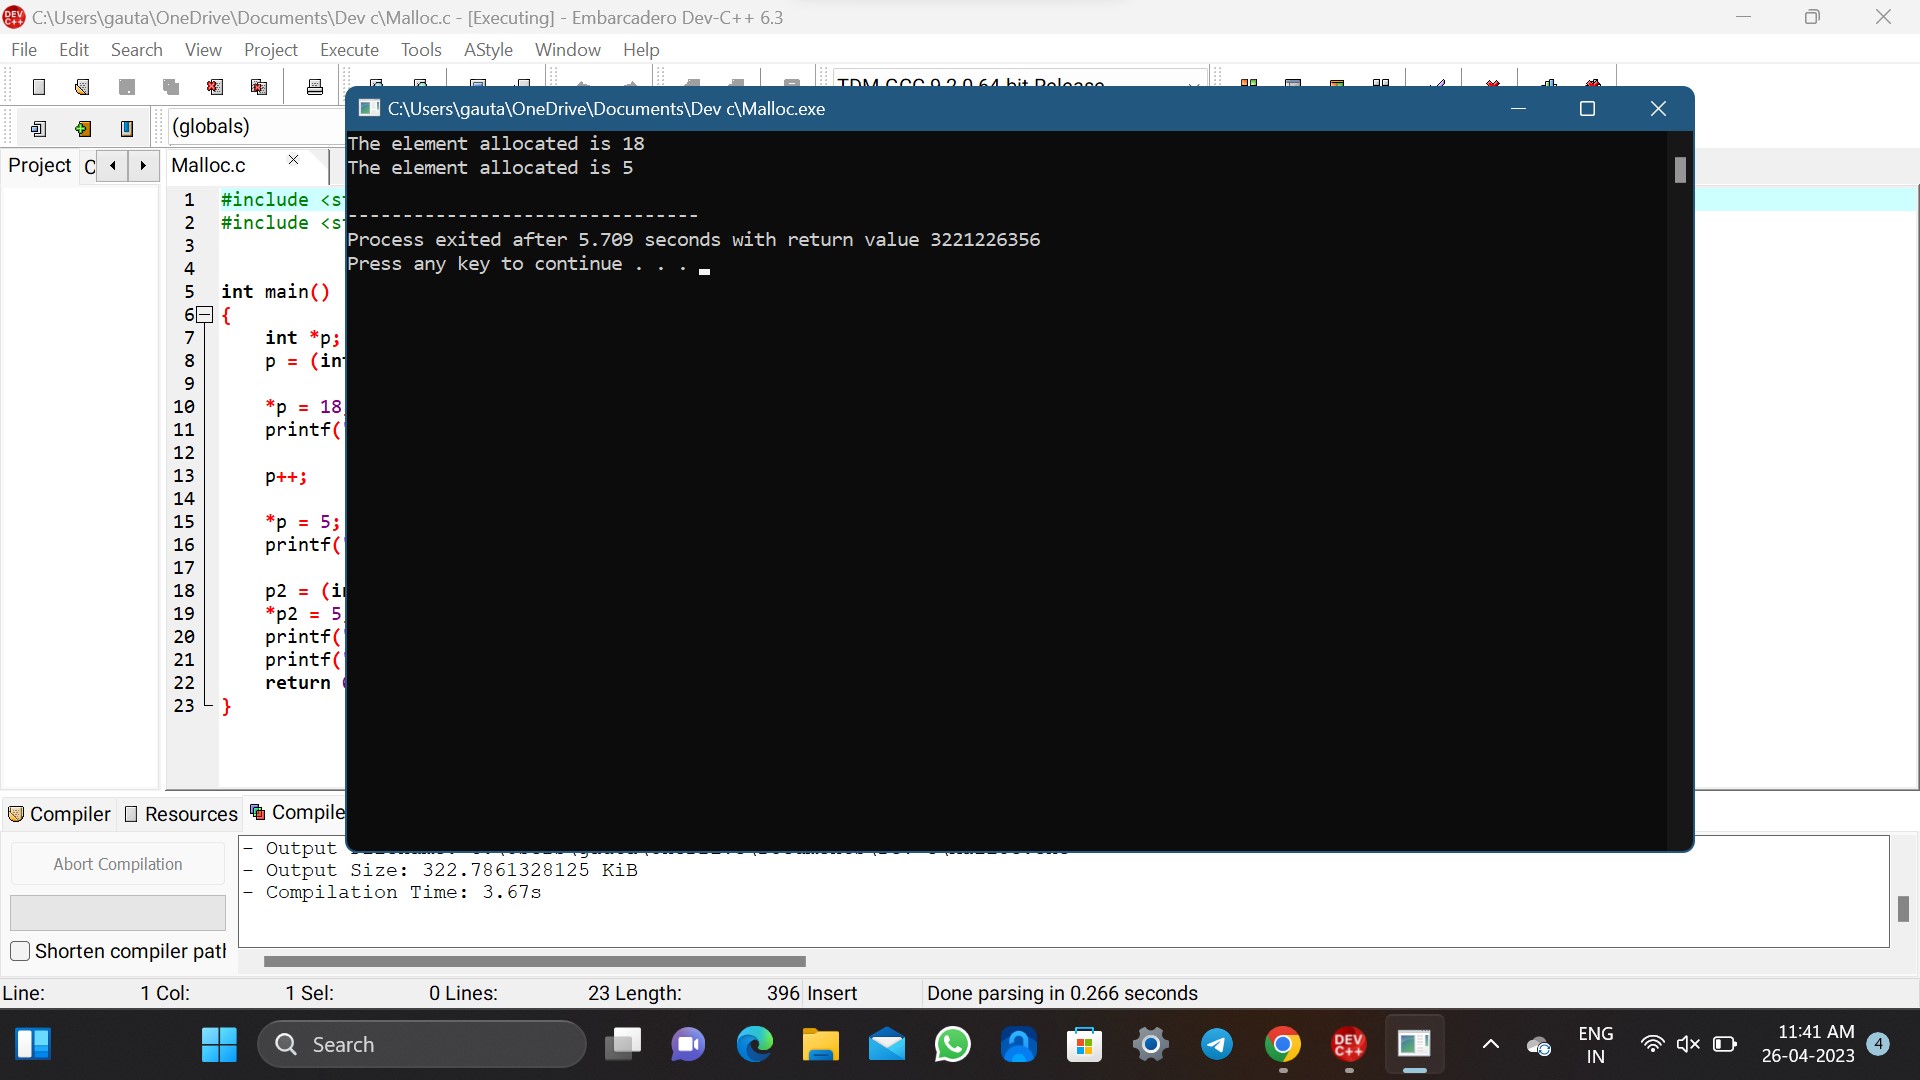 C:\Users\gauta\OneDrive\Documents\Dev c\Malloc.c - [Executing] - Embarcadero Dev-C++ 6.3
File Edit Search View Project Execute Tools AStyle Window Help
TDM-GCC 9.2.0 64-bit Release
(globals)
C:\Users\gauta\OneDrive\Documents\Dev c\Malloc.exe
The element allocated is 18
The element allocated is 5
--------------------------------
Process exited after 5.709 seconds with return value 3221226356
Press any key to continue . . .
Project C
Malloc.c
1 #include <s
2 #include <s
3
4
5 int main()
6 {
7 int *p;
8 p = (in
9
10 *p = 18
11 printf(
12
13 p++;
14
15 *p = 5;
16 printf(
17
18 p2 = (i
19 *p2 = 5
20 printf(
21 printf(
22 return
23 }
Compiler Resources Compile
Abort Compilation
Shorten compiler pat
- Output
- Output Size: 322.7861328125 KiB
- Compilation Time: 3.67s
Line: 1 Col: 1 Sel: 0 Lines: 23 Length: 396 Insert Done parsing in 0.266 seconds
Search
DEV C++
ENG
IN
11:41 AM
26-04-2023
4